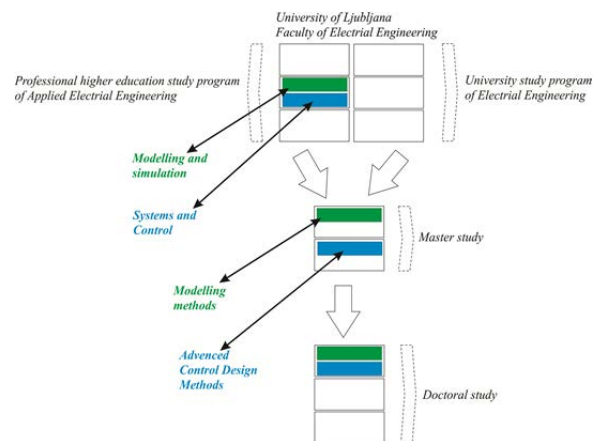 University of Ljubljana
Faculty of Electrial Engineering
Professional higher education study program
of Applied Electrial Engineering
University study program
of Electrial Engineering
Modelling and
simulation
Systems and
Control
Master study
Modelling
methods
Advanced
Control Design
Methods
Doctoral study